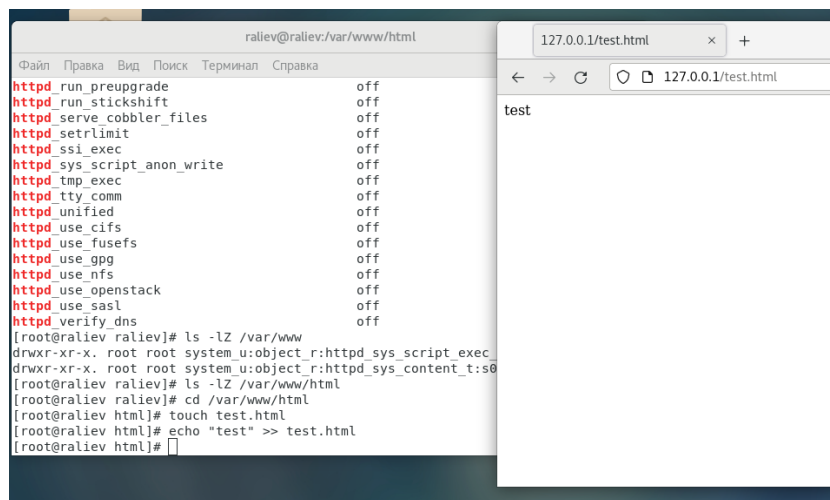 raliev@raliev:/var/www/html
Файл Правка Вид Поиск Терминал Справка
httpd_run_preupgrade off
httpd_run_stickshift off
httpd_serve_cobbler_files off
httpd_setrlimit off
httpd_ssi_exec off
httpd_sys_script_anon_write off
httpd_tmp_exec off
httpd_tty_comm off
httpd_unified off
httpd_use_cifs off
httpd_use_fusefs off
httpd_use_gpg off
httpd_use_nfs off
httpd_use_openstack off
httpd_use_sasl off
httpd_verify_dns off
[root@raliev raliev]# ls -lZ /var/www
drwxr-xr-x. root root system_u:object_r:httpd_sys_script_exec_
drwxr-xr-x. root root system_u:object_r:httpd_sys_content_t:s0
[root@raliev raliev]# ls -lZ /var/www/html
[root@raliev raliev]# cd /var/www/html
[root@raliev html]# touch test.html
[root@raliev html]# echo "test" >> test.html
[root@raliev html]#
127.0.0.1/test.html
127.0.0.1/test.html
test